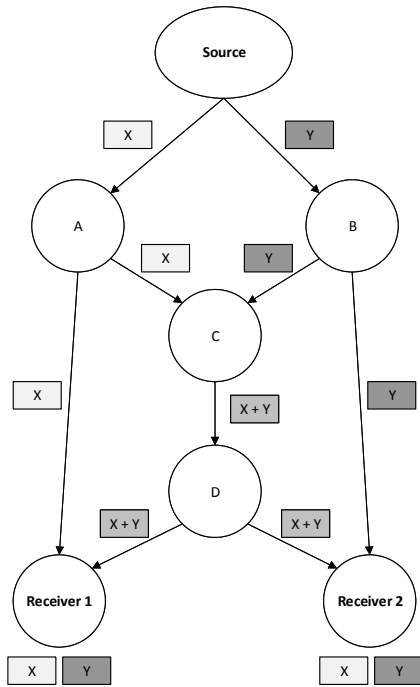 Source
X
Y
A
B
X
Y
C
X
Y
X + Y
D
X + Y
X + Y
Receiver 1
Receiver 2
X
Y
X
Y